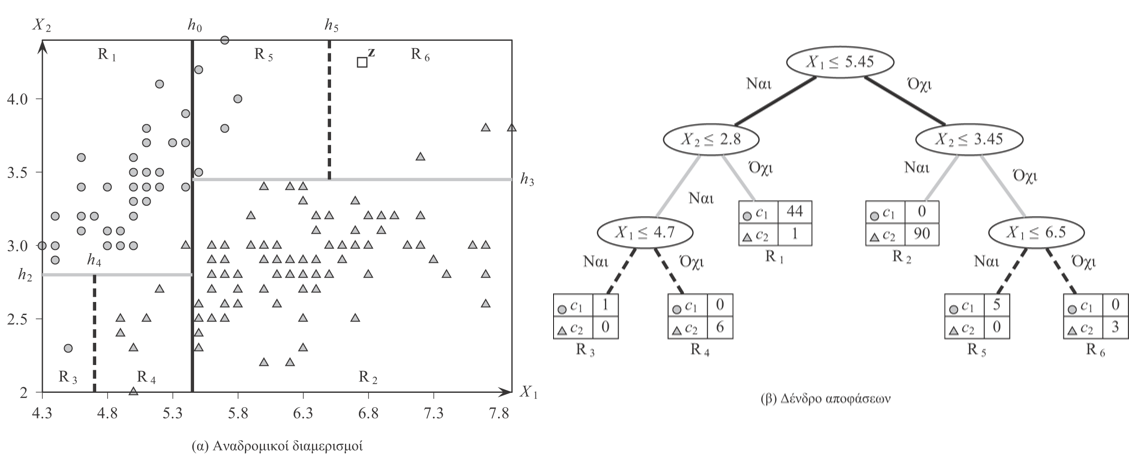 X2 h0 h5
R1 R5 z R6
4.0
3.5
h3
3.0
h4
h2
2.5
R3 R4 R2
2 X1
4.3 4.8 5.3 5.8 6.3 6.8 7.3 7.8
(α) Αναδρομικοί διαμερισμοί
X1 ≤ 5.45
Ναι Όχι
X2 ≤ 2.8 X2 ≤ 3.45
Ναι Όχι Ναι Όχι
X1 ≤ 4.7 c1 44 c1 0 X1 ≤ 6.5
c2 1 c2 90
R1 R2
Ναι Όχι Ναι Όχι
c1 1 c1 0 c1 5 c1 0
c2 0 c2 6 c2 0 c2 3
R3 R4 R5 R6
(β) Δένδρο αποφάσεων